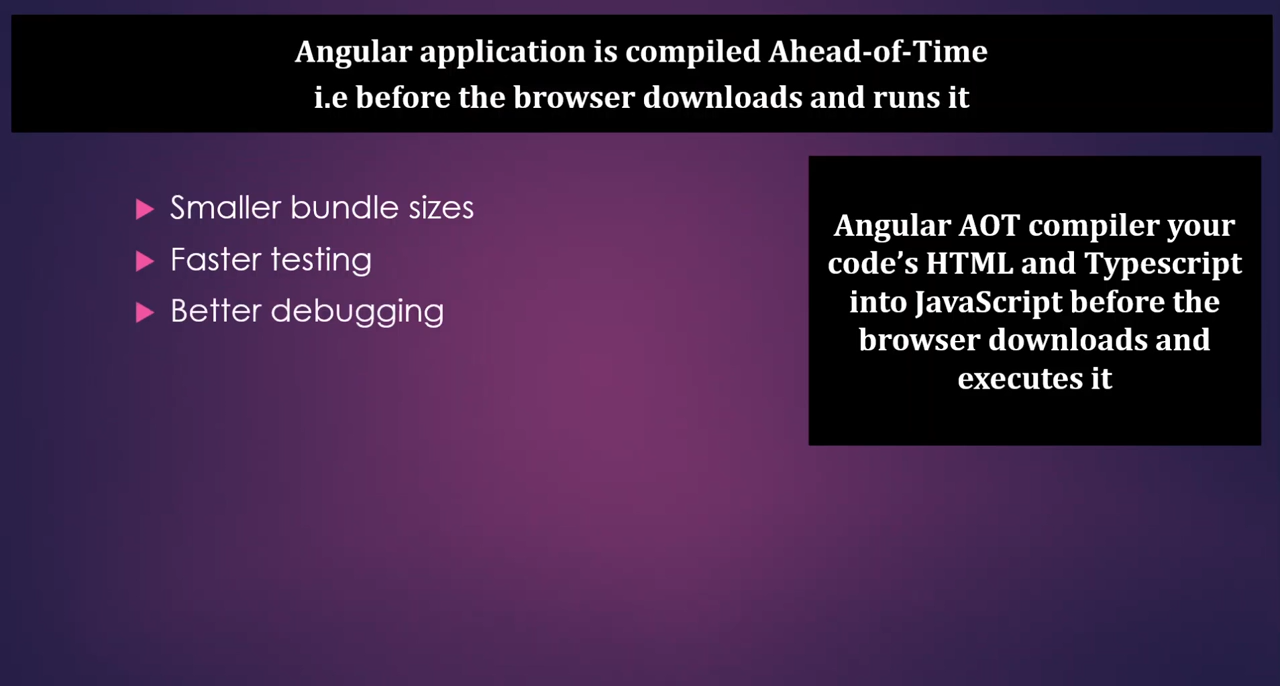 Angular application is compiled Ahead-of-Time
i.e before the browser downloads and runs it
Smaller bundle sizes
Faster testing
Better debugging
Angular AOT compiler your
code’s HTML and Typescript
into JavaScript before the
browser downloads and
executes it